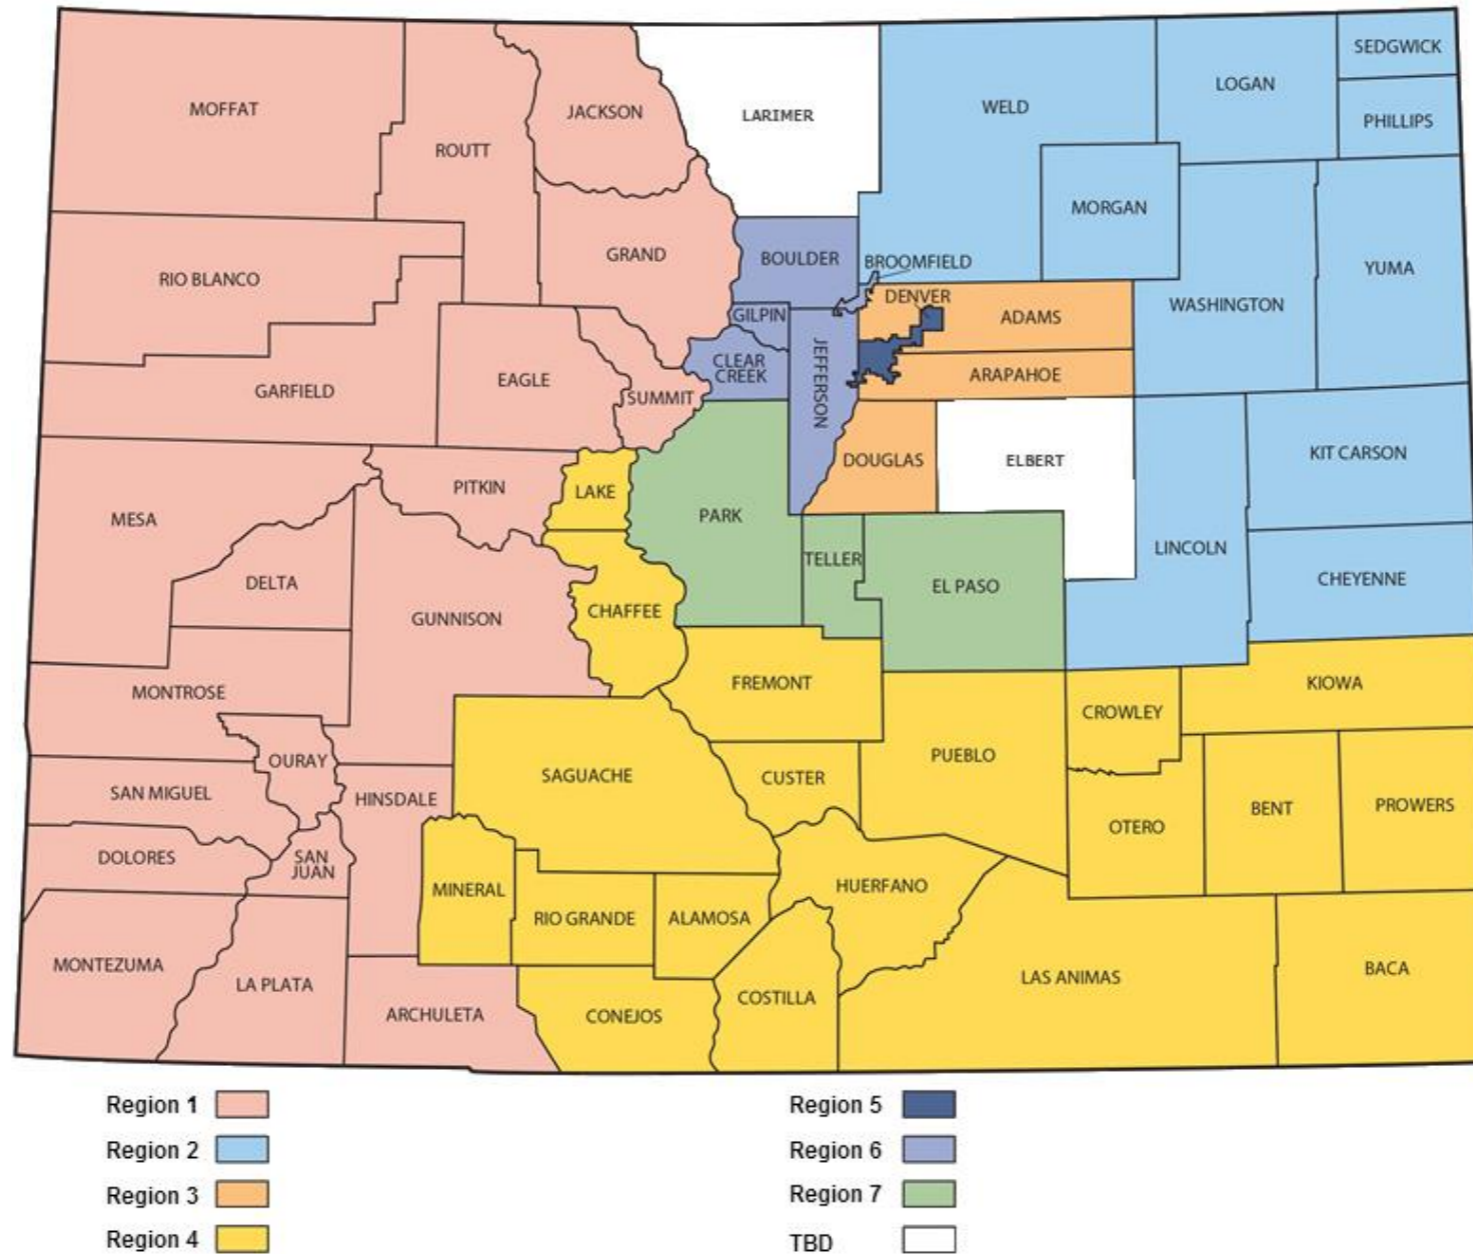 SEDGWICK
LOGAN
WELD
MOFFAT
JACKSON
LARIMER
PHILLIPS
ROUTT
MORGAN
GRAND
BOULDER
BROOMFIELD
YUMA
RIO BLANCO
DENVER
WASHINGTON
GILPIN
ADAMS
CLEAR
CREEK
JEFFERSON
ARAPAHOE
EAGLE
GARFIELD
SUMMIT
KIT CARSON
DOUGLAS
ELBERT
PITKIN
LAKE
MESA
PARK
LINCOLN
TELLER
CHEYENNE
DELTA
EL PASO
GUNNISON
CHAFFEE
FREMONT
KIOWA
MONTROSE
CROWLEY
PUEBLO
OURAY
SAGUACHE
CUSTER
SAN MIGUEL
HINSDALE
BENT
PROWERS
OTERO
DOLORES
SAN
JUAN
MINERAL
HUERFANO
RIO GRANDE
ALAMOSA
MONTEZUMA
BACA
LAS ANIMAS
LA PLATA
COSTILLA
ARCHULETA
CONEJOS
Region 1
Region 2
Region 3
Region 4
Region 5
Region 6
Region 7
TBD